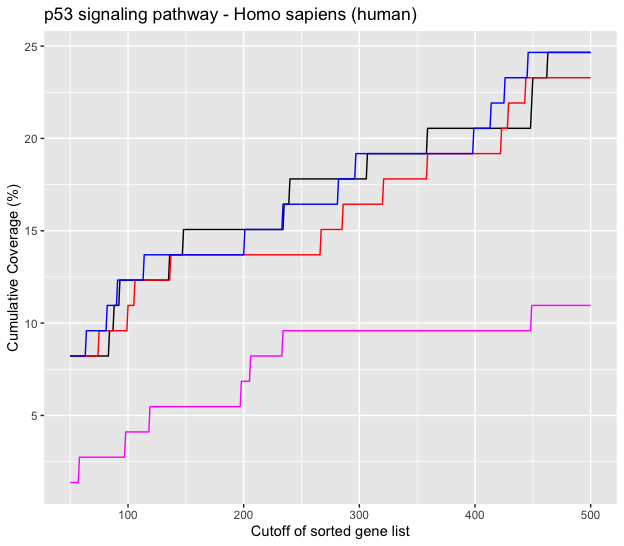 p53 signaling pathway - Homo sapiens (human)
Cumulative Coverage (%)
25
20
15
10
5
100 200 300 400 500
Cutoff of sorted gene list